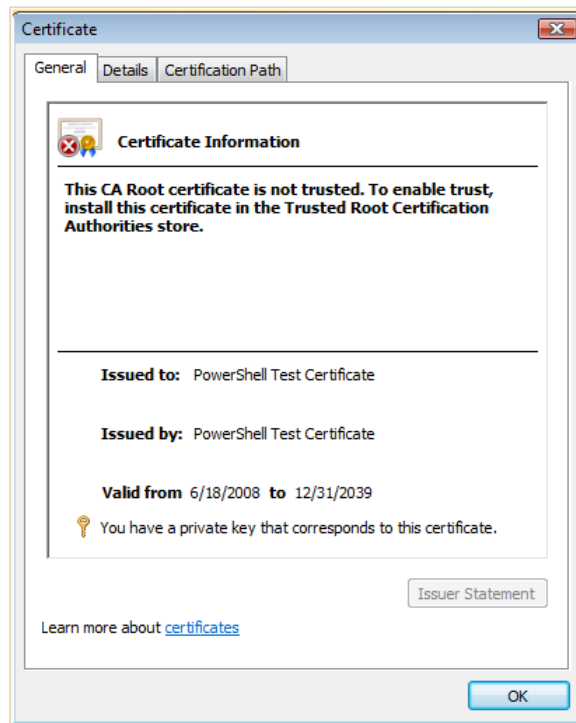 Certificate
General Details Certification Path
Certificate Information
This CA Root certificate is not trusted. To enable trust,
install this certificate in the Trusted Root Certification
Authorities store.
Issued to: PowerShell Test Certificate
Issued by: PowerShell Test Certificate
Valid from 6/18/2008 to 12/31/2039
You have a private key that corresponds to this certificate.
Issuer Statement
Learn more about certificates
OK